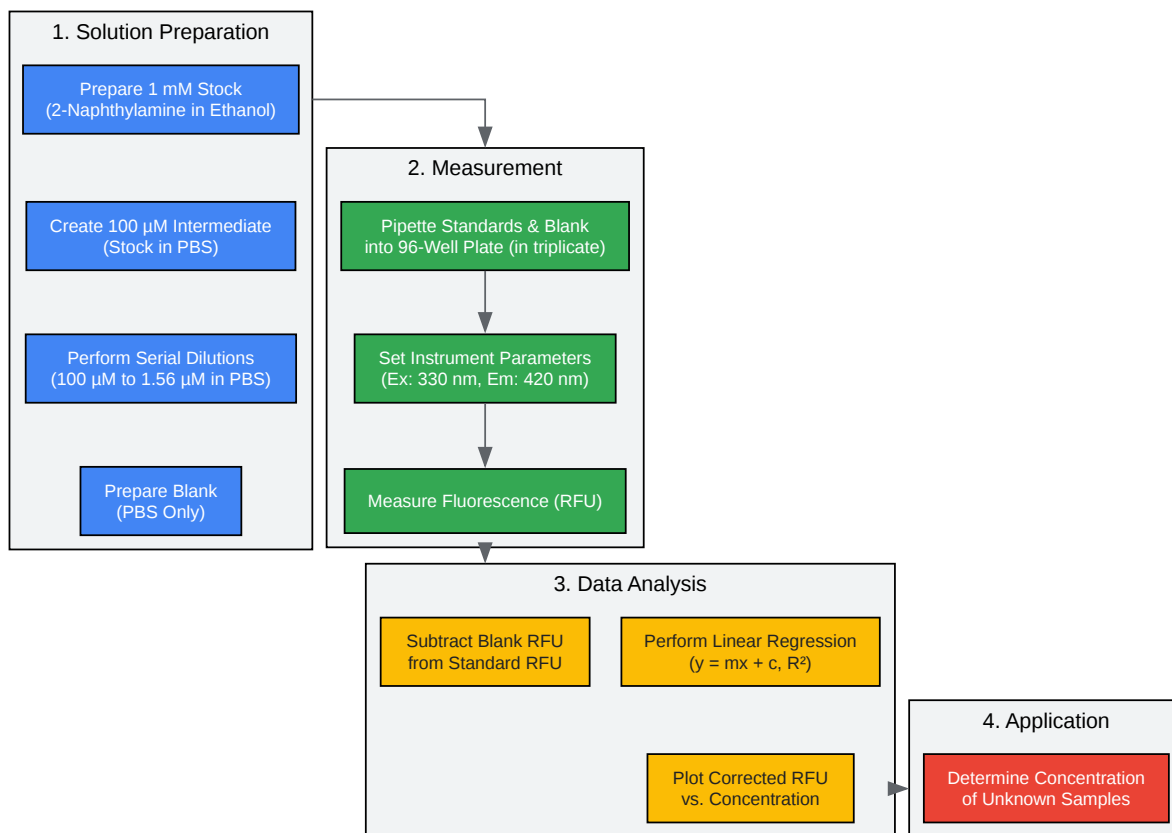 1. Solution Preparation
Prepare 1 mM Stock
(2-Naphthylamine in Ethanol)
Create 100 µM Intermediate
(Stock in PBS)
Perform Serial Dilutions
(100 µM to 1.56 µM in PBS)
Prepare Blank
(PBS Only)
2. Measurement
Pipette Standards & Blank
into 96-Well Plate (in triplicate)
Set Instrument Parameters
(Ex: 330 nm, Em: 420 nm)
Measure Fluorescence (RFU)
3. Data Analysis
Subtract Blank RFU
from Standard RFU
Perform Linear Regression
(y = mx + c, R²)
Plot Corrected RFU
vs. Concentration
4. Application
Determine Concentration
of Unknown Samples